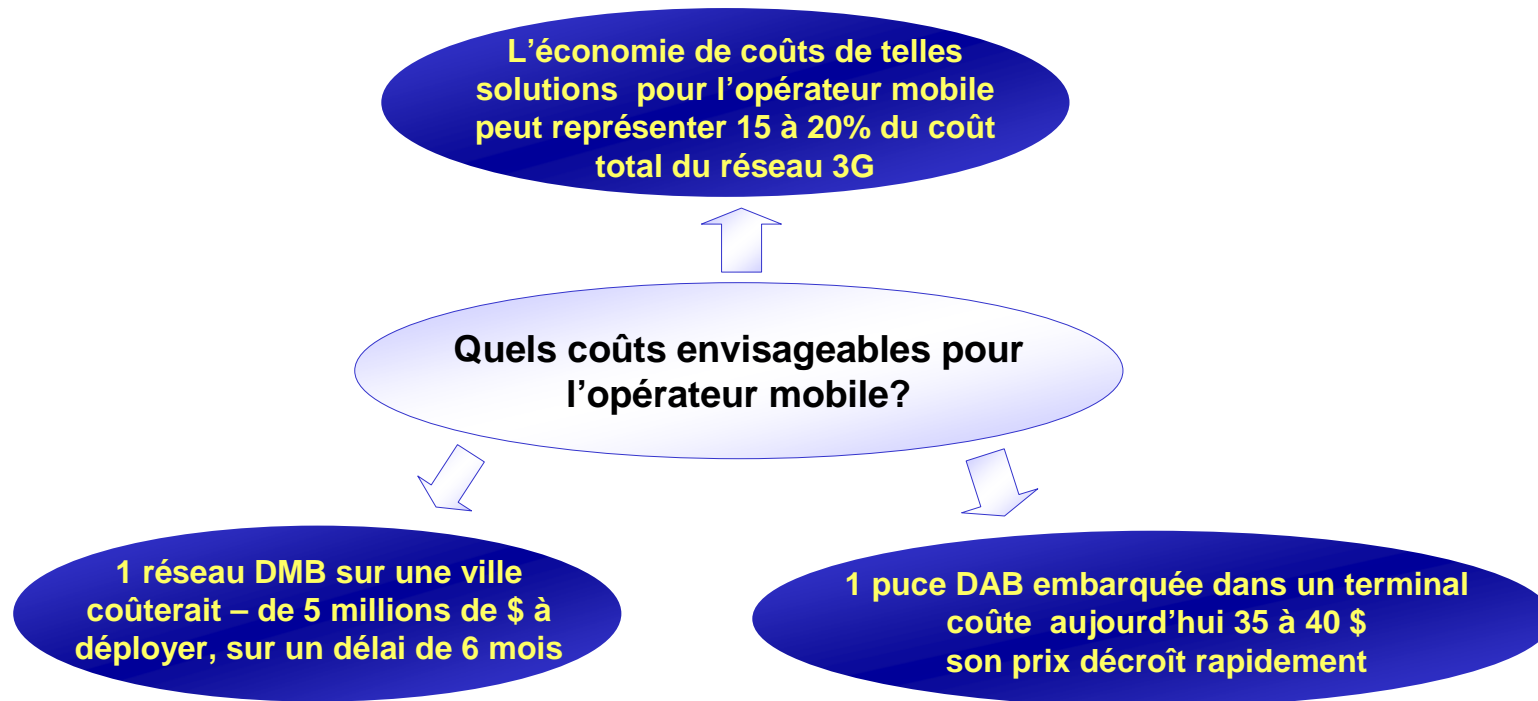 L’économie de coûts de telles
solutions pour l’opérateur mobile
peut représenter 15 à 20% du coût
total du réseau 3G
Quels coûts envisageables pour
l’opérateur mobile?
1 réseau DMB sur une ville
coûterait – de 5 millions de $ à
déployer, sur un délai de 6 mois
1 puce DAB embarquée dans un terminal
coûte aujourd’hui 35 à 40 $
son prix décroît rapidement